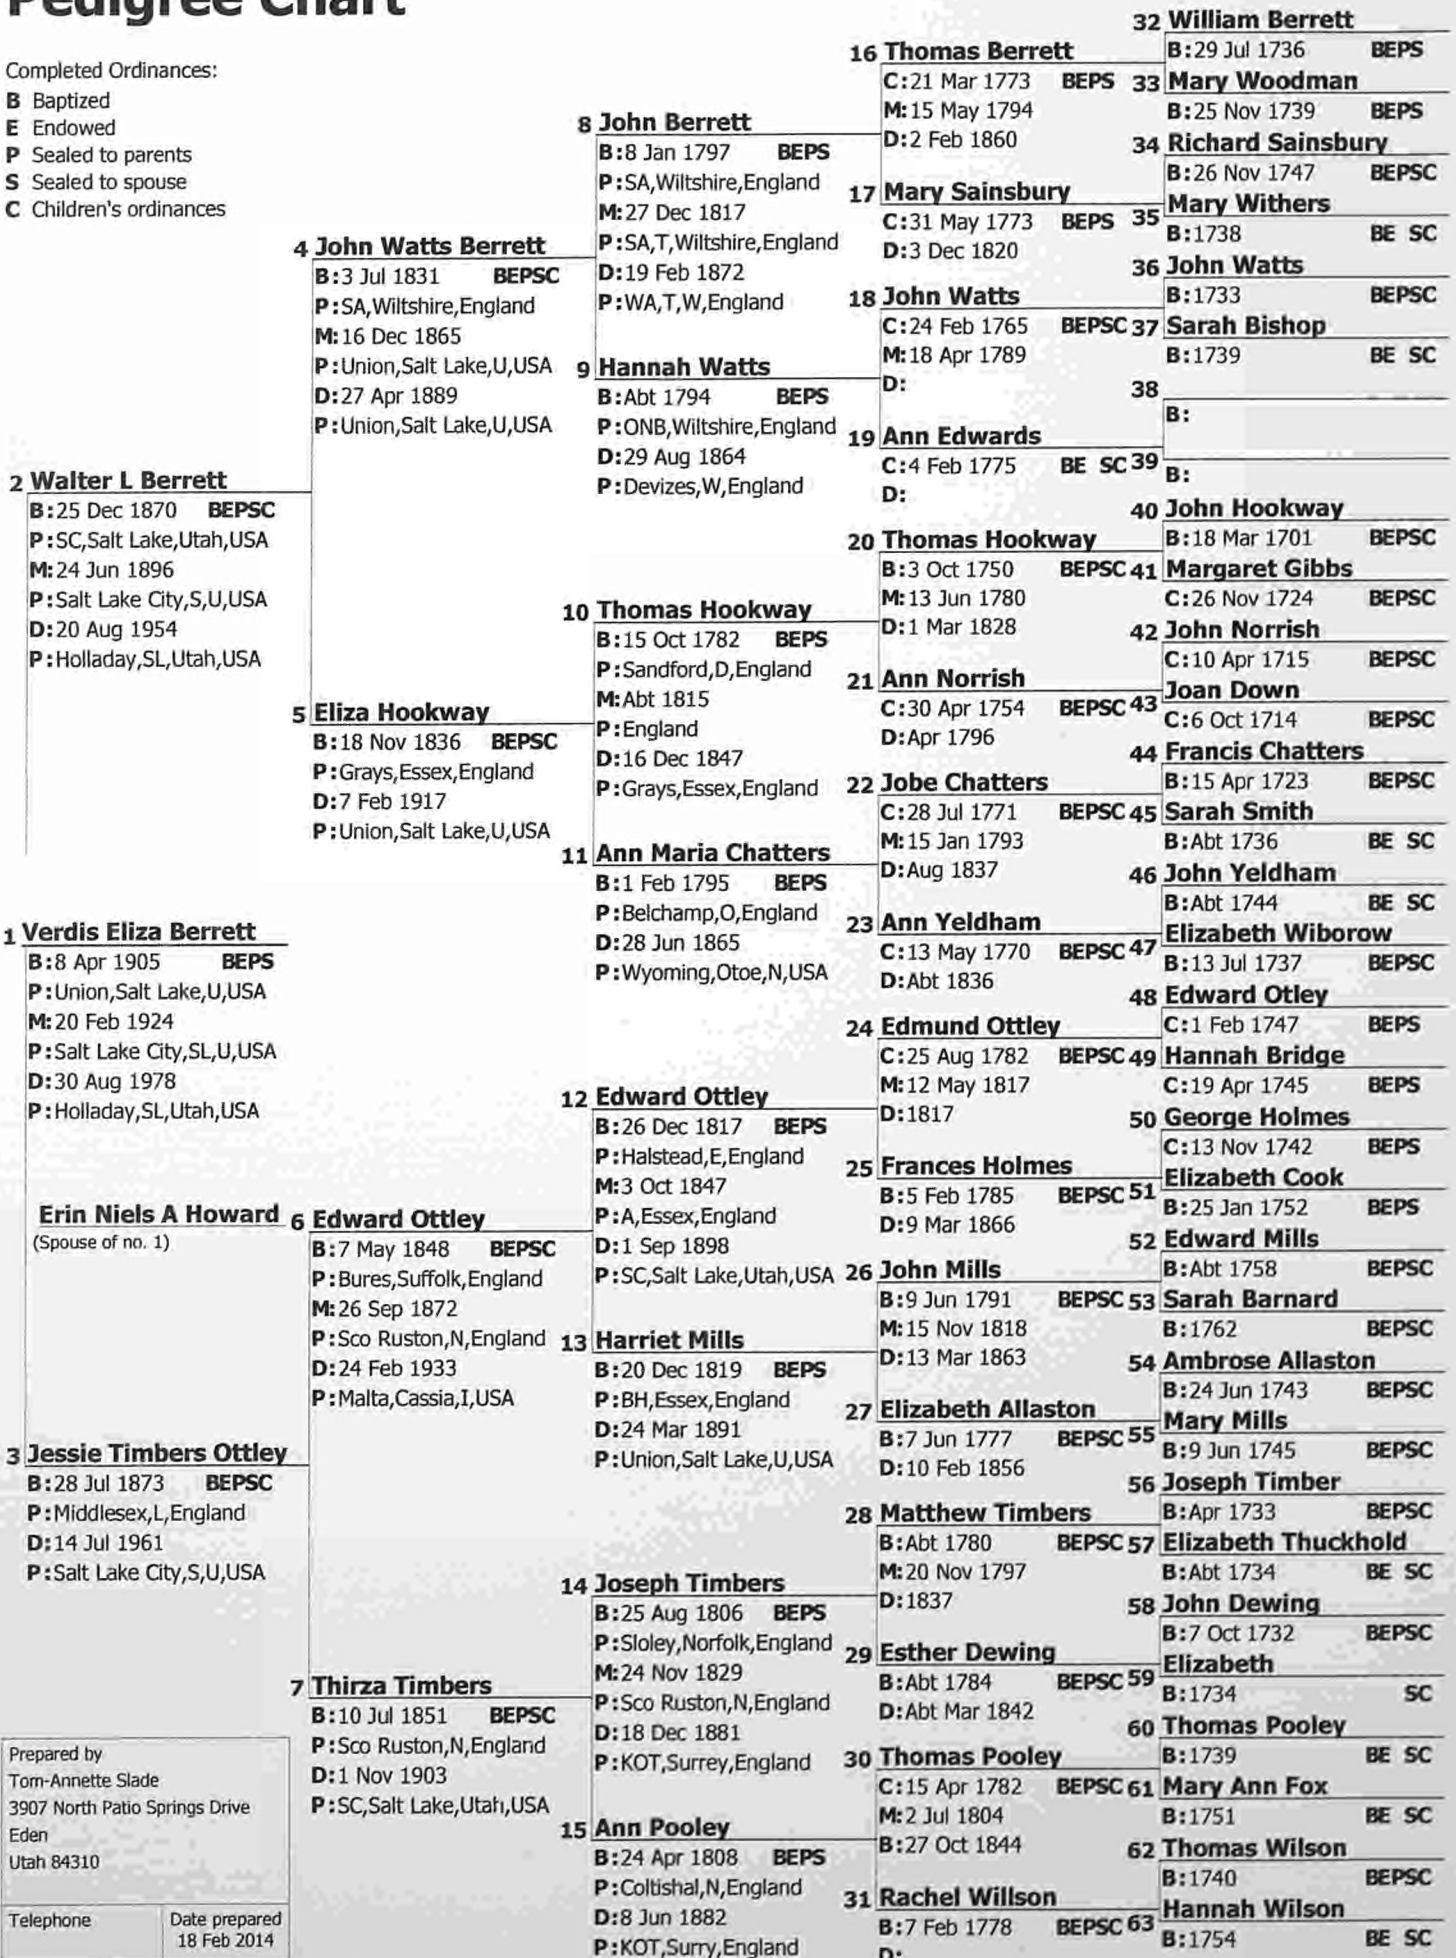 Pedigree Chart
Completed Ordinances:
B Baptized
E Endowed
P Sealed to parents
S Sealed to spouse
C Children's ordinances
1 Verdis Eliza Berrett
B:8 Apr 1905 BEPS
P:Union,Salt Lake,U,USA
M:20 Feb 1924
P:Salt Lake City,SL,U,USA
D:30 Aug 1978
P:Holladay,SL,Utah,USA
Erin Niels A Howard
(Spouse of no. 1)
2 Walter L Berrett
B:25 Dec 1870 BEPSC
P:SC,Salt Lake,Utah,USA
M:24 Jun 1896
P:Salt Lake City,S,U,USA
D:20 Aug 1954
P:Holladay,SL,Utah,USA
3 Jessie Timbers Ottley
B:28 Jul 1873 BEPSC
P:Middlesex,L,England
D:14 Jul 1961
P:Salt Lake City,S,U,USA
4 John Watts Berrett
B:3 Jul 1831 BEPSC
P:SA,Wiltshire,England
M:16 Dec 1865
P:Union,Salt Lake,U,USA
D:27 Apr 1889
P:Union,Salt Lake,U,USA
5 Eliza Hookway
B:18 Nov 1836 BEPSC
P:Grays,Essex,England
D:7 Feb 1917
P:Union,Salt Lake,U,USA
6 Edward Ottley
B:7 May 1848 BEPSC
P:Bures,Suffolk,England
M:26 Sep 1872
P:Sco Ruston,N,England
D:24 Feb 1933
P:Malta,Cassia,I,USA
7 Thirza Timbers
B:10 Jul 1851 BEPSC
P:Sco Ruston,N,England
D:1 Nov 1903
P:SC,Salt Lake,Utah,USA
8 John Berrett
B:8 Jan 1797 BEPS
P:SA,Wiltshire,England
M:27 Dec 1817
P:SA,T,Wiltshire,England
D:19 Feb 1872
P:WA,T,W,England
9 Hannah Watts
B:Abt 1794 BEPS
P:ONB,Wiltshire,England
D:29 Aug 1864
P:Devizes,W,England
10 Thomas Hookway
B:15 Oct 1782 BEPS
P:Sandford,D,England
M:Abt 1815
P:England
D:16 Dec 1847
P:Grays,Essex,England
11 Ann Maria Chatters
B:1 Feb 1795 BEPS
P:Belchamp,O,England
D:28 Jun 1865
P:Wyoming,Otoe,N,USA
12 Edward Ottley
B:26 Dec 1817 BEPS
P:Halstead,E,England
M:3 Oct 1847
P:A,Essex,England
D:1 Sep 1898
P:SC,Salt Lake,Utah,USA
13 Harriet Mills
B:20 Dec 1819 BEPS
P:BH,Essex,England
D:24 Mar 1891
P:Union,Salt Lake,U,USA
14 Joseph Timbers
B:25 Aug 1806 BEPS
P:Sloley,Norfolk,England
M:24 Nov 1829
P:Sco Ruston,N,England
D:18 Dec 1881
P:KOT,Surrey,England
15 Ann Pooley
B:24 Apr 1808 BEPS
P:Coltishal,N,England
D:8 Jun 1882
P:KOT,Surry,England
16 Thomas Berrett
C:21 Mar 1773 BEPS
M:15 May 1794
D:2 Feb 1860
17 Mary Sainsbury
C:31 May 1773 BEPS
D:3 Dec 1820
18 John Watts
C:24 Feb 1765 BEPSC
M:18 Apr 1789
D:
19 Ann Edwards
C:4 Feb 1775 BE SC
D:
20 Thomas Hookway
B:3 Oct 1750 BEPSC
M:13 Jun 1780
D:1 Mar 1828
21 Ann Norrish
C:30 Apr 1754 BEPSC
D:Apr 1796
22 Jobe Chatters
C:28 Jul 1771 BEPSC
M:15 Jan 1793
D:Aug 1837
23 Ann Yeldham
C:13 May 1770 BEPSC
D:Abt 1836
24 Edmund Ottley
C:25 Aug 1782 BEPSC
M:12 May 1817
D:1817
25 Frances Holmes
B:5 Feb 1785 BEPSC
D:9 Mar 1866
26 John Mills
B:9 Jun 1791 BEPSC
M:15 Nov 1818
D:13 Mar 1863
27 Elizabeth Allaston
B:7 Jun 1777 BEPSC
D:10 Feb 1856
28 Matthew Timbers
B:Abt 1780 BEPSC
M:20 Nov 1797
D:1837
29 Esther Dewing
B:Abt 1784 BEPSC
D:Abt Mar 1842
30 Thomas Pooley
C:15 Apr 1782 BEPSC
M:2 Jul 1804
B:27 Oct 1844
31 Rachel Willson
B:7 Feb 1778 BEPSC
D:
32 William Berrett
B:29 Jul 1736 BEPS
33 Mary Woodman
B:25 Nov 1739 BEPS
34 Richard Sainsbury
B:26 Nov 1747 BEPSC
35 Mary Withers
B:1738 BE SC
36 John Watts
B:1733 BEPSC
37 Sarah Bishop
B:1739 BE SC
38
B:
39
B:
40 John Hookway
B:18 Mar 1701 BEPSC
41 Margaret Gibbs
C:26 Nov 1724 BEPSC
42 John Norrish
C:10 Apr 1715 BEPSC
43 Joan Down
C:6 Oct 1714 BEPSC
44 Francis Chatters
B:15 Apr 1723 BEPSC
45 Sarah Smith
B:Abt 1736 BE SC
46 John Yeldham
B:Abt 1744 BE SC
47 Elizabeth Wiborow
B:13 Jul 1737 BEPSC
48 Edward Otley
C:1 Feb 1747 BEPS
49 Hannah Bridge
C:19 Apr 1745 BEPS
50 George Holmes
C:13 Nov 1742 BEPS
51 Elizabeth Cook
B:25 Jan 1752 BEPS
52 Edward Mills
B:Abt 1758 BEPSC
53 Sarah Barnard
B:1762 BEPSC
54 Ambrose Allaston
B:24 Jun 1743 BEPSC
55 Mary Mills
B:9 Jun 1745 BEPSC
56 Joseph Timber
B:Apr 1733 BEPSC
57 Elizabeth Thuckhold
B:Abt 1734 BE SC
58 John Dewing
B:7 Oct 1732 BEPSC
59 Elizabeth
B:1734 SC
60 Thomas Pooley
B:1739 BE SC
61 Mary Ann Fox
B:1751 BE SC
62 Thomas Wilson
B:1740 BEPSC
63 Hannah Wilson
B:1754 BE SC
Prepared by
Tom-Annette Slade
3907 North Patio Springs Drive
Eden
Utah 84310
Telephone
Date prepared
18 Feb 2014